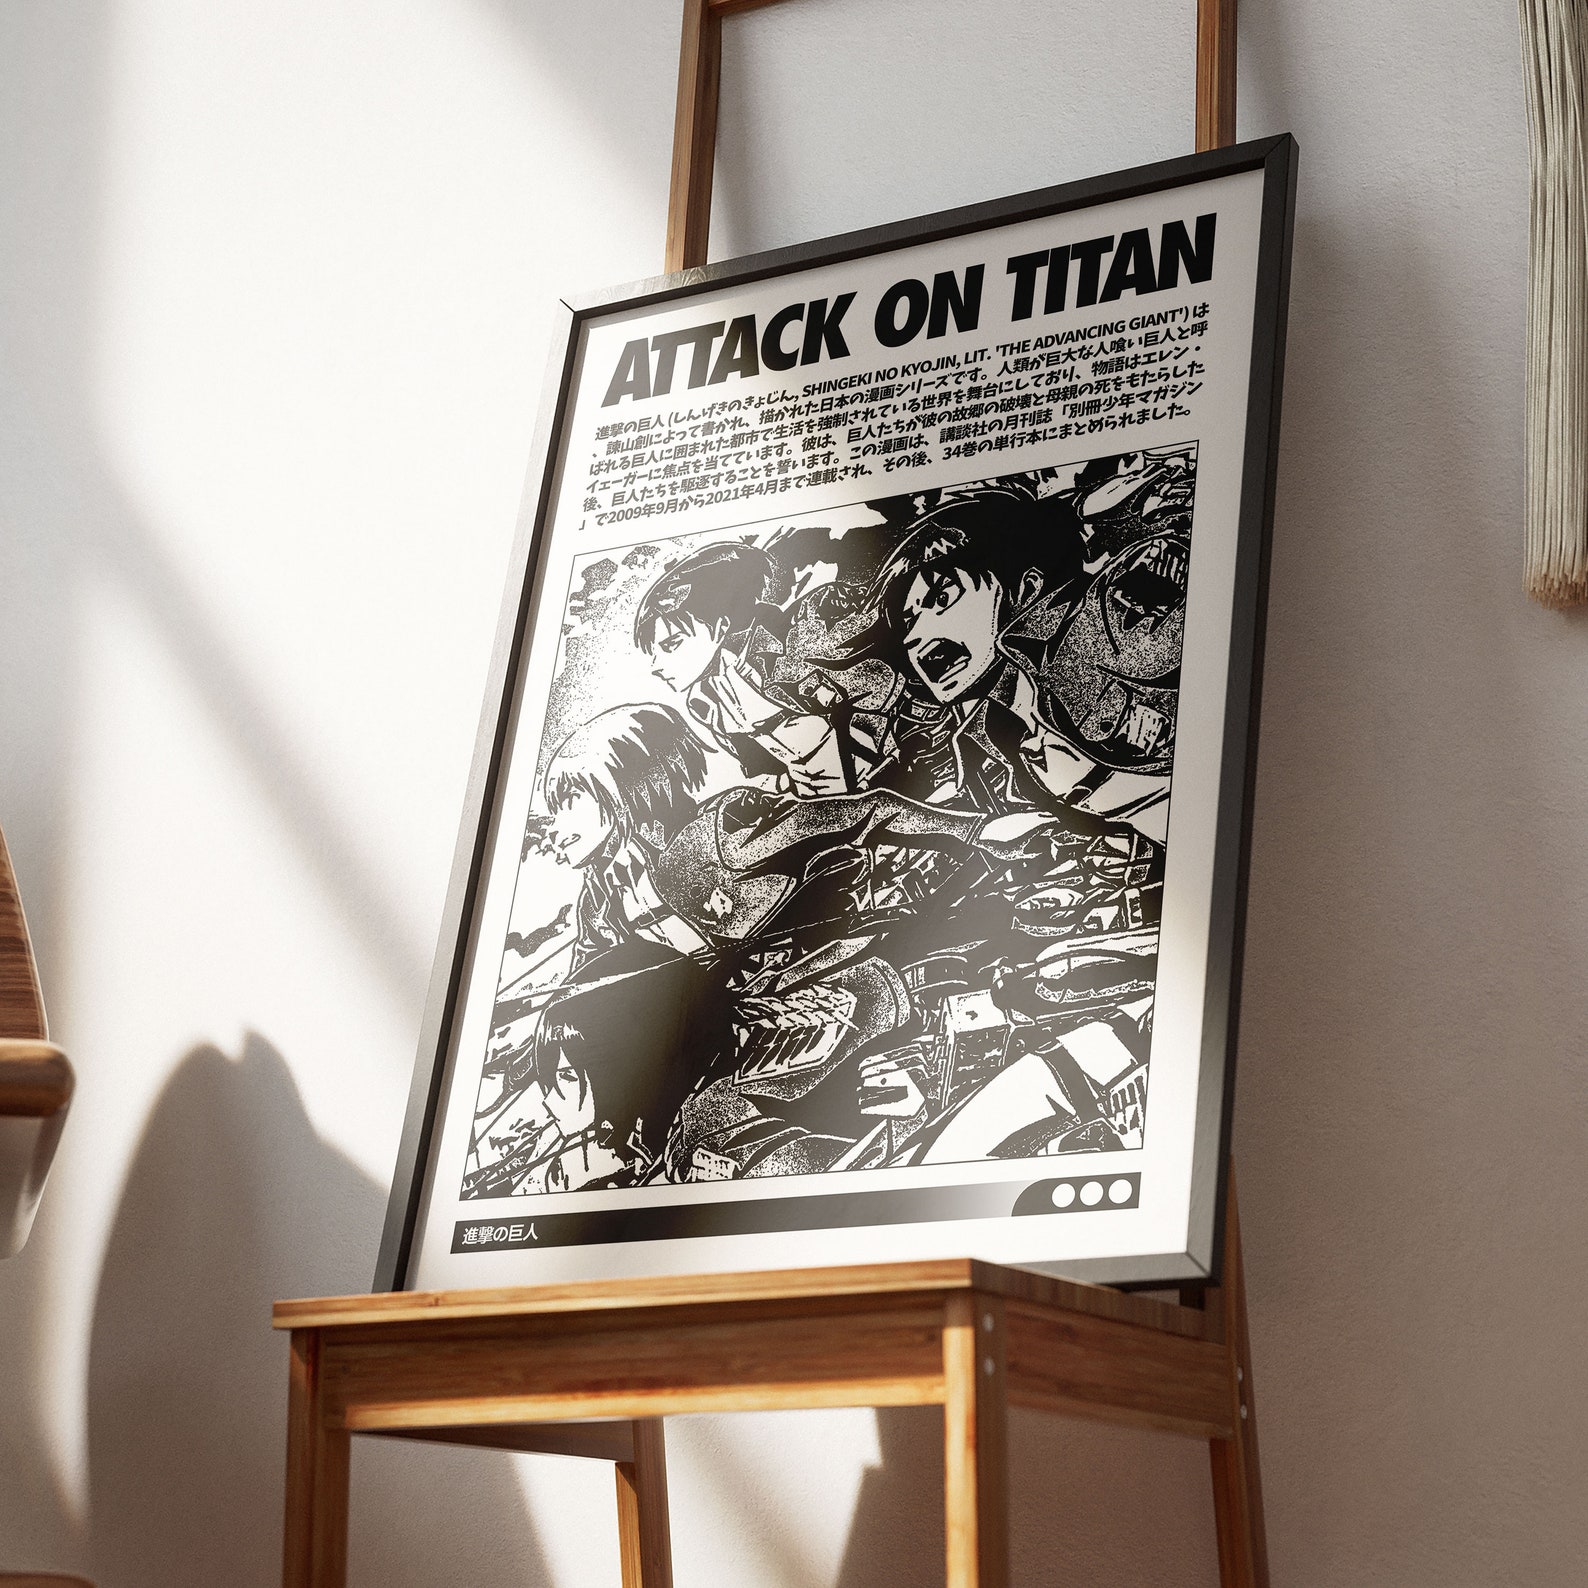 ATTACK ON TITAN
進撃の巨人 (しんげきのきょじん, SHINGEKI NO KYOJIN, LIT. 'THE ADVANCING GIANT') は
、諫山創によって書かれ、描かれた日本の漫画シリーズです。人類が巨大な人喰い巨人と呼
ばれる巨人に囲まれた都市で生活を強制されている世界を舞台にしており、物語はエレン・
イェーガーに焦点を当てています。彼は、巨人たちが彼の故郷の破壊と母親の死をもたらした
後、巨人たちを駆逐することを誓います。この漫画は、講談社の月刊誌「別冊少年マガジン
」で2009年9月から2021年4月まで連載され、その後、34巻の単行本にまとめられました。
進撃の巨人